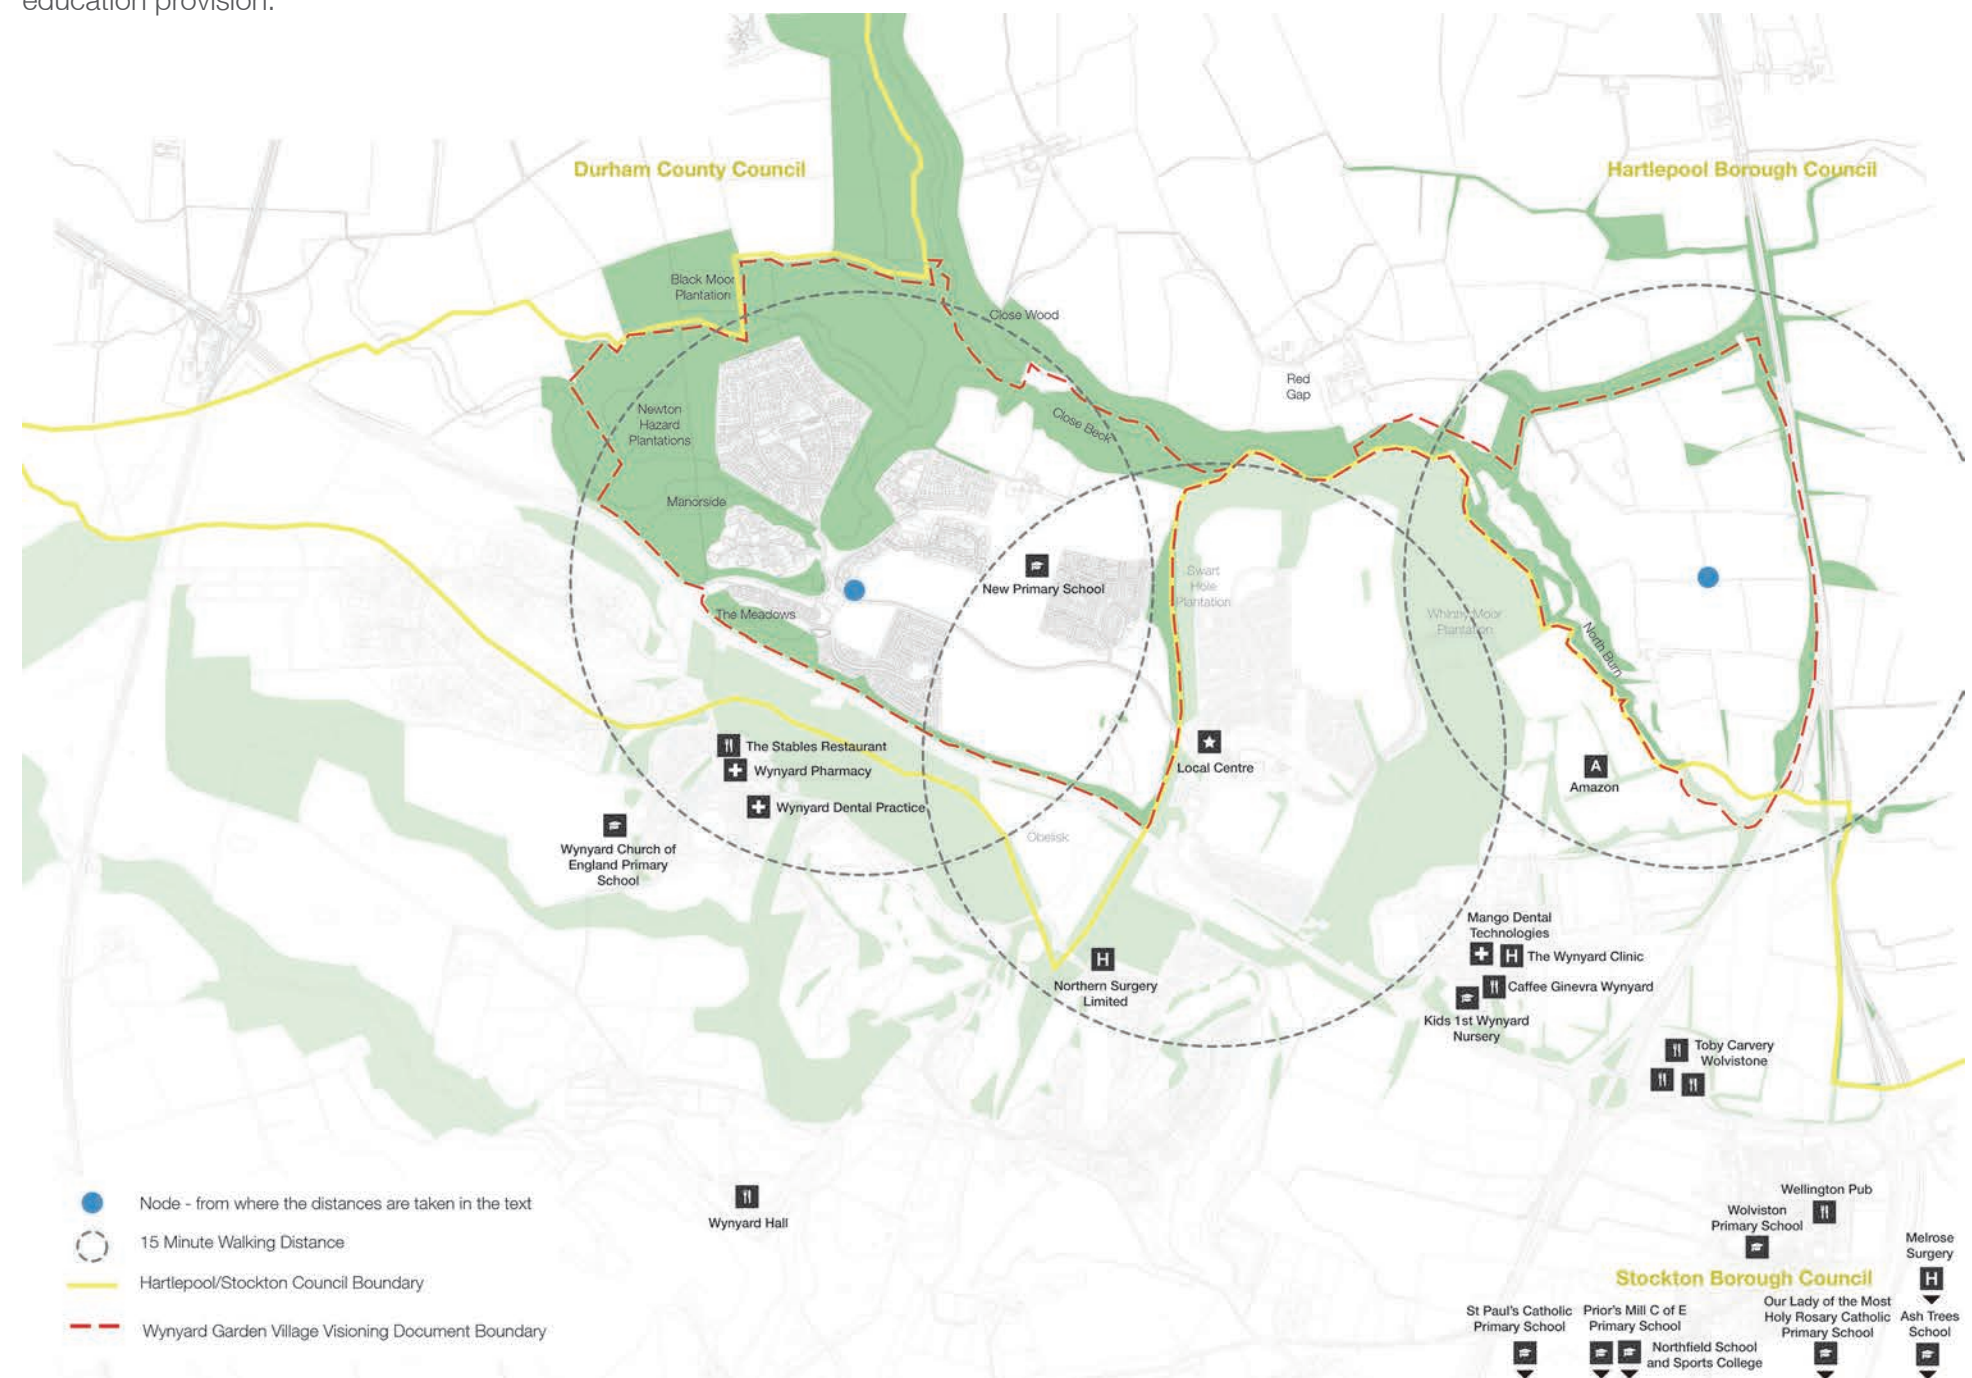 education provision.
Durham County Council
Hartlepool Borough Council
Black Moor
Plantation
Close Wood
Red
Gap
Newton
Hazard
Plantations
Close Beck
Manorside
New Primary School
Swart
Hole
Plantation
The Meadows
Whinny Moor
Plantation
North Burn
The Stables Restaurant
Wynyard Pharmacy
Wynyard Dental Practice
Local Centre
A
Amazon
Obelisk
Wynyard Church of
England Primary
School
H
Northern Surgery
Limited
Mango Dental
Technologies
H
The Wynyard Clinic
Caffee Ginevra Wynyard
Kids 1st Wynyard
Nursery
Toby Carvery
Wolvistone
Wynyard Hall
Wellington Pub
Wolviston
Primary School
Melrose
Surgery
H
Stockton Borough Council
St Paul's Catholic
Primary School
Prior's Mill C of E
Primary School
Northfield School
and Sports College
Our Lady of the Most
Holy Rosary Catholic
Primary School
Ash Trees
School
Node - from where the distances are taken in the text
15 Minute Walking Distance
Hartlepool/Stockton Council Boundary
Wynyard Garden Village Visioning Document Boundary